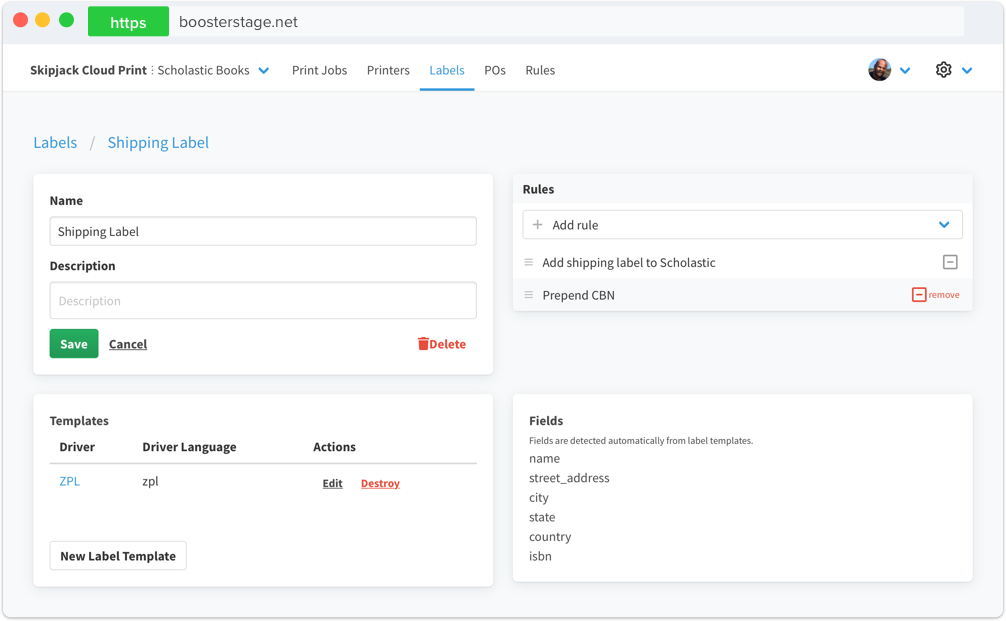 https boosterstage.net
Skipjack Cloud Print : Scholastic Books Print Jobs Printers Labels POs Rules
Labels / Shipping Label
Name
Shipping Label
Description
Description
Save Cancel Delete
Rules
+ Add rule
Add shipping label to Scholastic
Prepend CBN remove
Templates
Driver Driver Language Actions
ZPL zpl Edit Destroy
New Label Template
Fields
Fields are detected automatically from label templates.
name
street_address
city
state
country
isbn